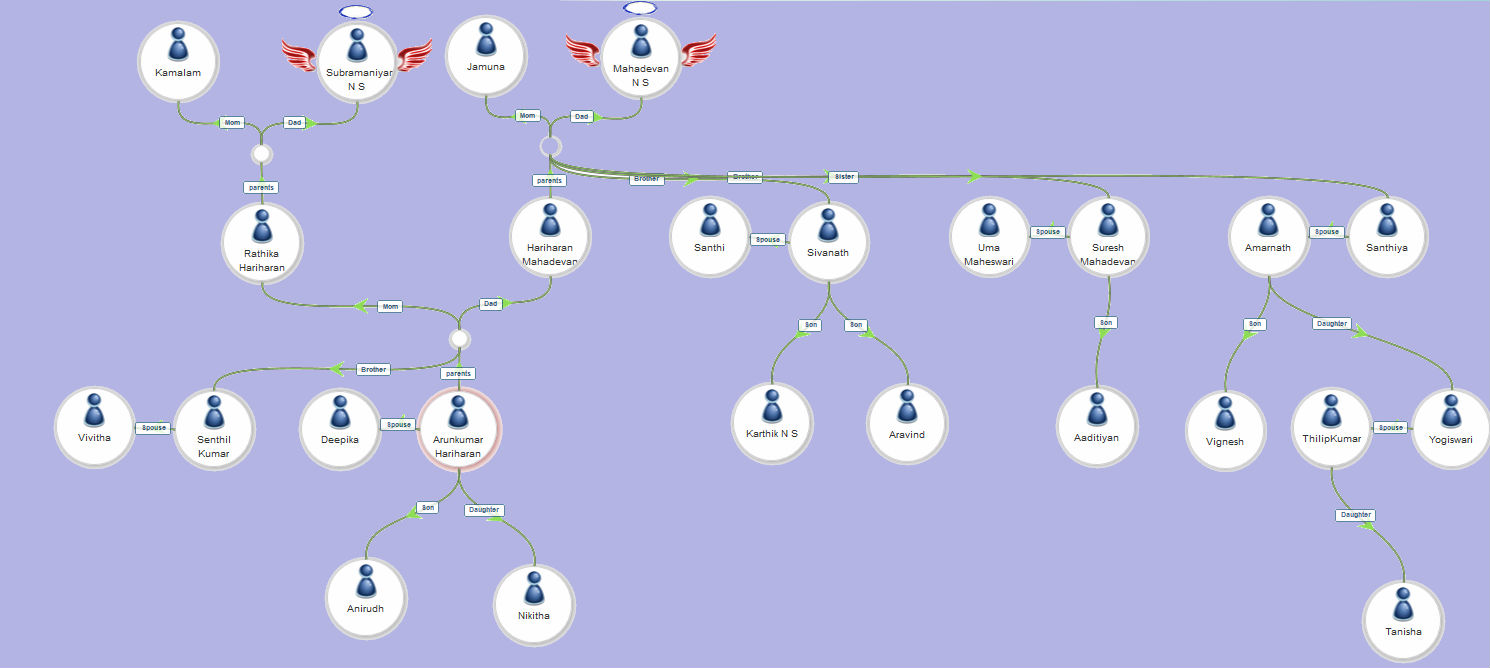 Kamalam
Subramaniyan
N S
Jamuna
Mahadevan
N S
Mom
Dad
Mom
Dad
parents
parents
Brother
Brother
Sister
Rathika
Hariharan
Hariharan
Mahadevan
Santhi
Spouse
Sivanath
Uma
Maheswari
Spouse
Suresh
Mahadevan
Amarnath
Spouse
Santhiya
Mom
Dad
Son
Son
Son
Son
Daughter
Brother
parents
Vivitha
Spouse
Senthil
Kumar
Deepika
Spouse
Arunkumar
Hariharan
Karthik N S
Aravind
Aaditiyan
Vignesh
ThilipKumar
Spouse
Yogiswari
Son
Daughter
Daughter
Anirudh
Nikitha
Tanisha